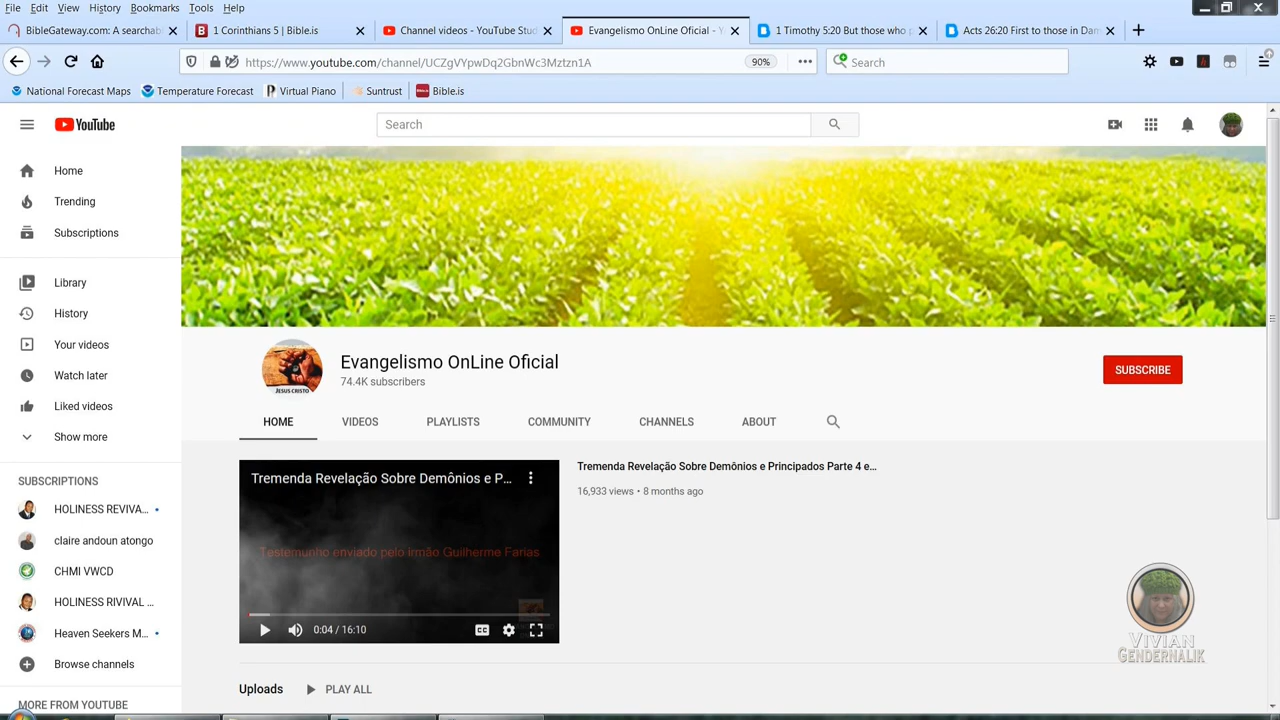 File Edit View History Bookmarks Tools Help
BibleGateway.com: A searchab
1 Corinthians 5 | Bible.is
Channel videos - YouTube Stud
Evangelismo OnLine Oficial - Y
1 Timothy 5:20 But those who p
Acts 26:20 First to those in Dam
https://www.youtube.com/channel/UCZgVYpwDq2GbnWc3MzIzn1A
90%
Search
National Forecast Maps
Temperature Forecast
Virtual Piano
Suntrust
Bible.is
YouTube
Search
Home
Trending
Subscriptions
Library
History
Your videos
Watch later
Liked videos
Show more
SUBSCRIPTIONS
HOLINESS REVIVA...
claire andoun atongo
CHMI VWCD
HOLINESS RIVIVAL ...
Heaven Seekers M...
Browse channels
MORE FROM YOUTUBE
JESUS CRISTO
Evangelismo OnLine Oficial
74.4K subscribers
SUBSCRIBE
HOME VIDEOS PLAYLISTS COMMUNITY CHANNELS ABOUT
Tremenda Revelação Sobre Demônios e P...
Testemunho enviado pelo irmão Guilherme Farias
0:04 / 16:10
CC
Tremenda Revelação Sobre Demônios e Principados Parte 4 e...
16,933 views • 8 months ago
Uploads PLAY ALL
VIVIAN
GENDERNALIK